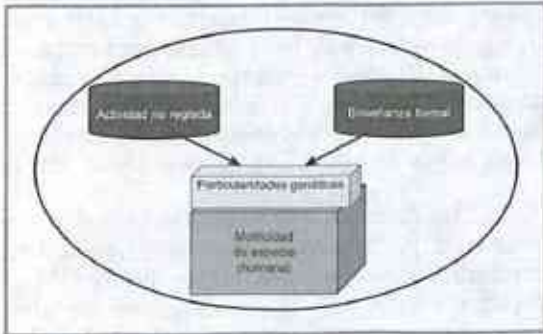 Actividad no reglada
Enseñanza formal
Particularidades genéticas
Motricidad
de especie
(humana)